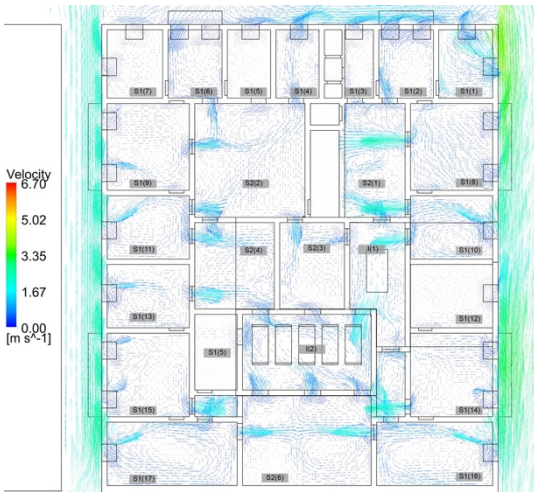 S1(7)
S1(6)
S1(5)
S1(4)
S1(3)
S1(2)
S1(1)
Velocity
6.70
5.02
3.35
1.67
0.00
[m s^-1]
S1(9)
S2(2)
S2(1)
S1(8)
S1(11)
S2(4)
S2(3)
I(1)
S1(10)
S1(13)
S1(12)
S1(5)
I(2)
S1(15)
S1(14)
S1(17)
S2(6)
S1(16)